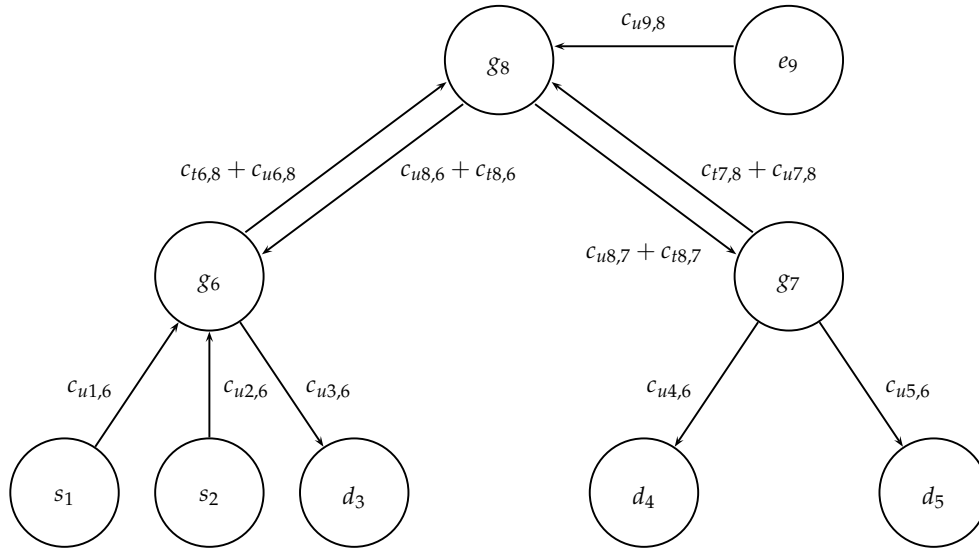 c_{u9,8}
g_8
e_9
c_{t6,8} + c_{u6,8}
c_{u8,6} + c_{t8,6}
c_{t7,8} + c_{u7,8}
c_{u8,7} + c_{t8,7}
g_6
g_7
c_{u1,6}
c_{u2,6}
c_{u3,6}
c_{u4,6}
c_{u5,6}
s_1
s_2
d_3
d_4
d_5